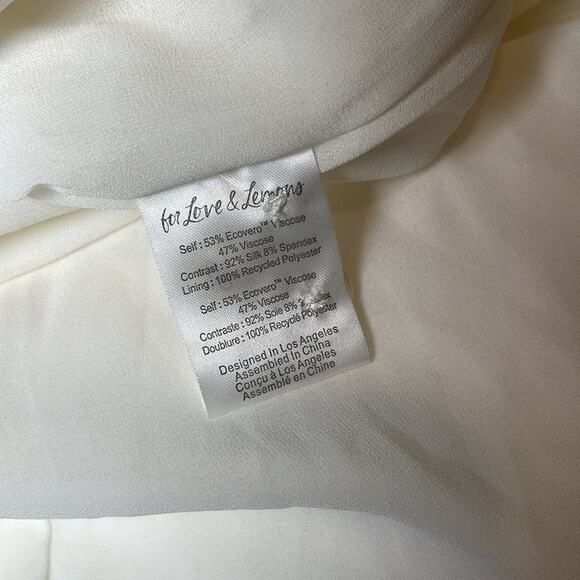 for Love & Lemons
Self : 53% Ecovero™ Viscose
47% Viscose
Contrast : 92% Silk 8% Spandex
Lining : 100% Recycled Polyester
Self : 53% Ecovero™ Viscose
47% Viscose
Contraste : 92% Soie 8%
Doublure : 100% Recyclé Polyester
Designed In Los Angeles
Assembled In China
Conçu à Los Angeles
Assemblé en Chine